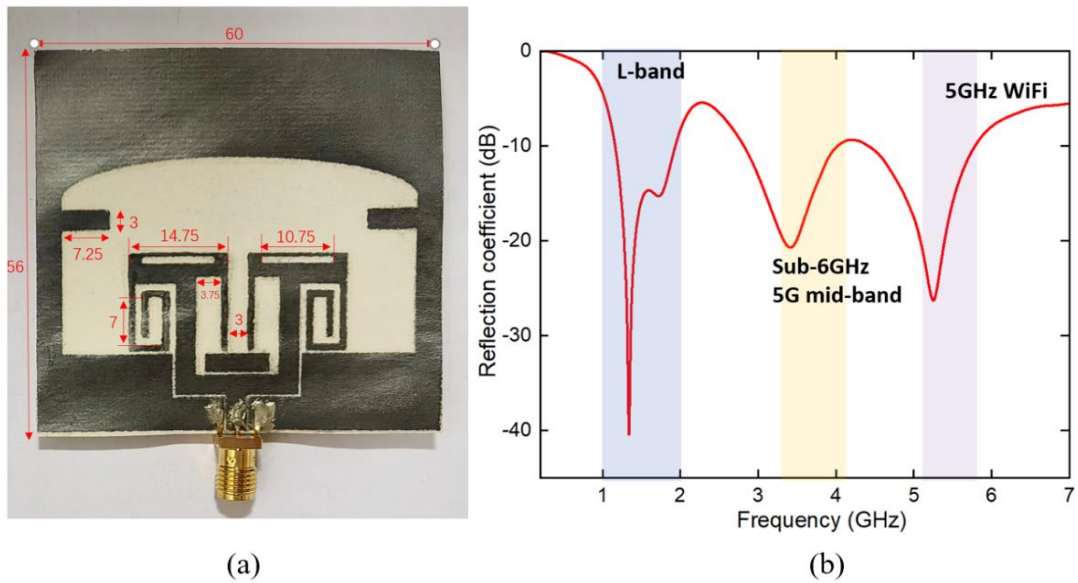 60
56
3
7.25
14.75
10.75
3.75
7
3
(a)
0
-10
-20
-30
-40
Reflection coefficient (dB)
L-band
5GHz WiFi
Sub-6GHz
5G mid-band
1 2 3 4 5 6 7
Frequency (GHz)
(b)